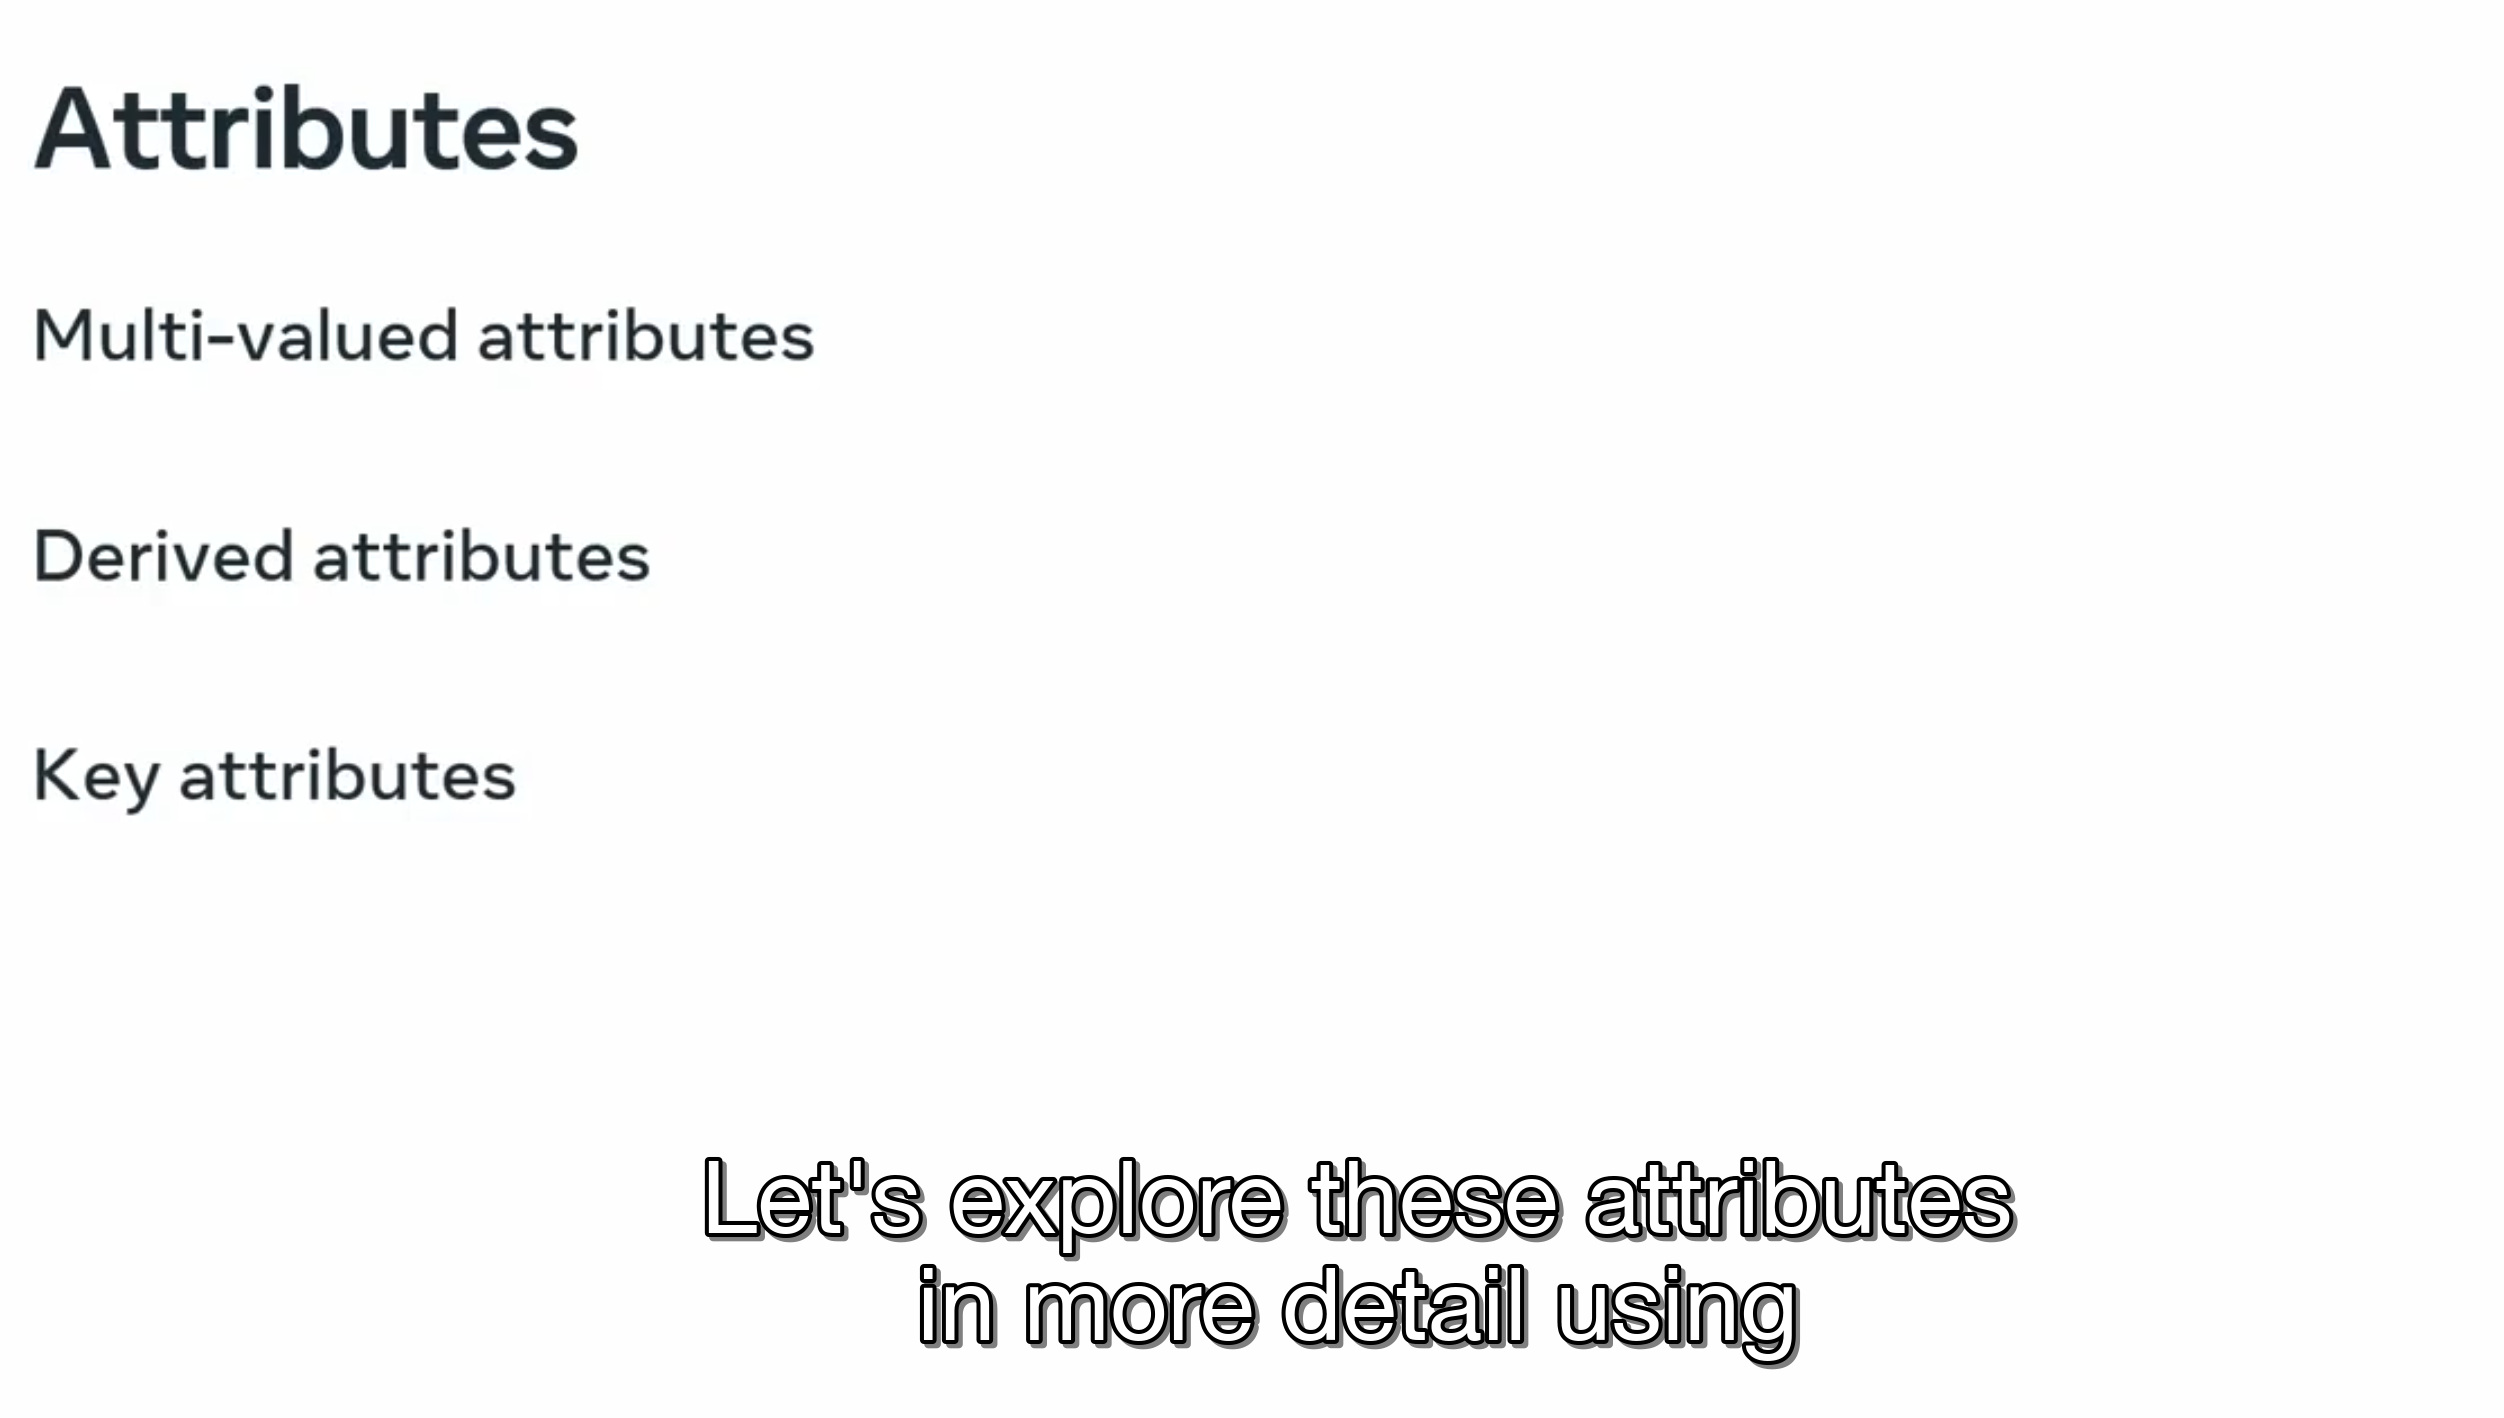 Attributes
Multi-valued attributes
Derived attributes
Key attributes
Let's explore these attributes
in more detail using